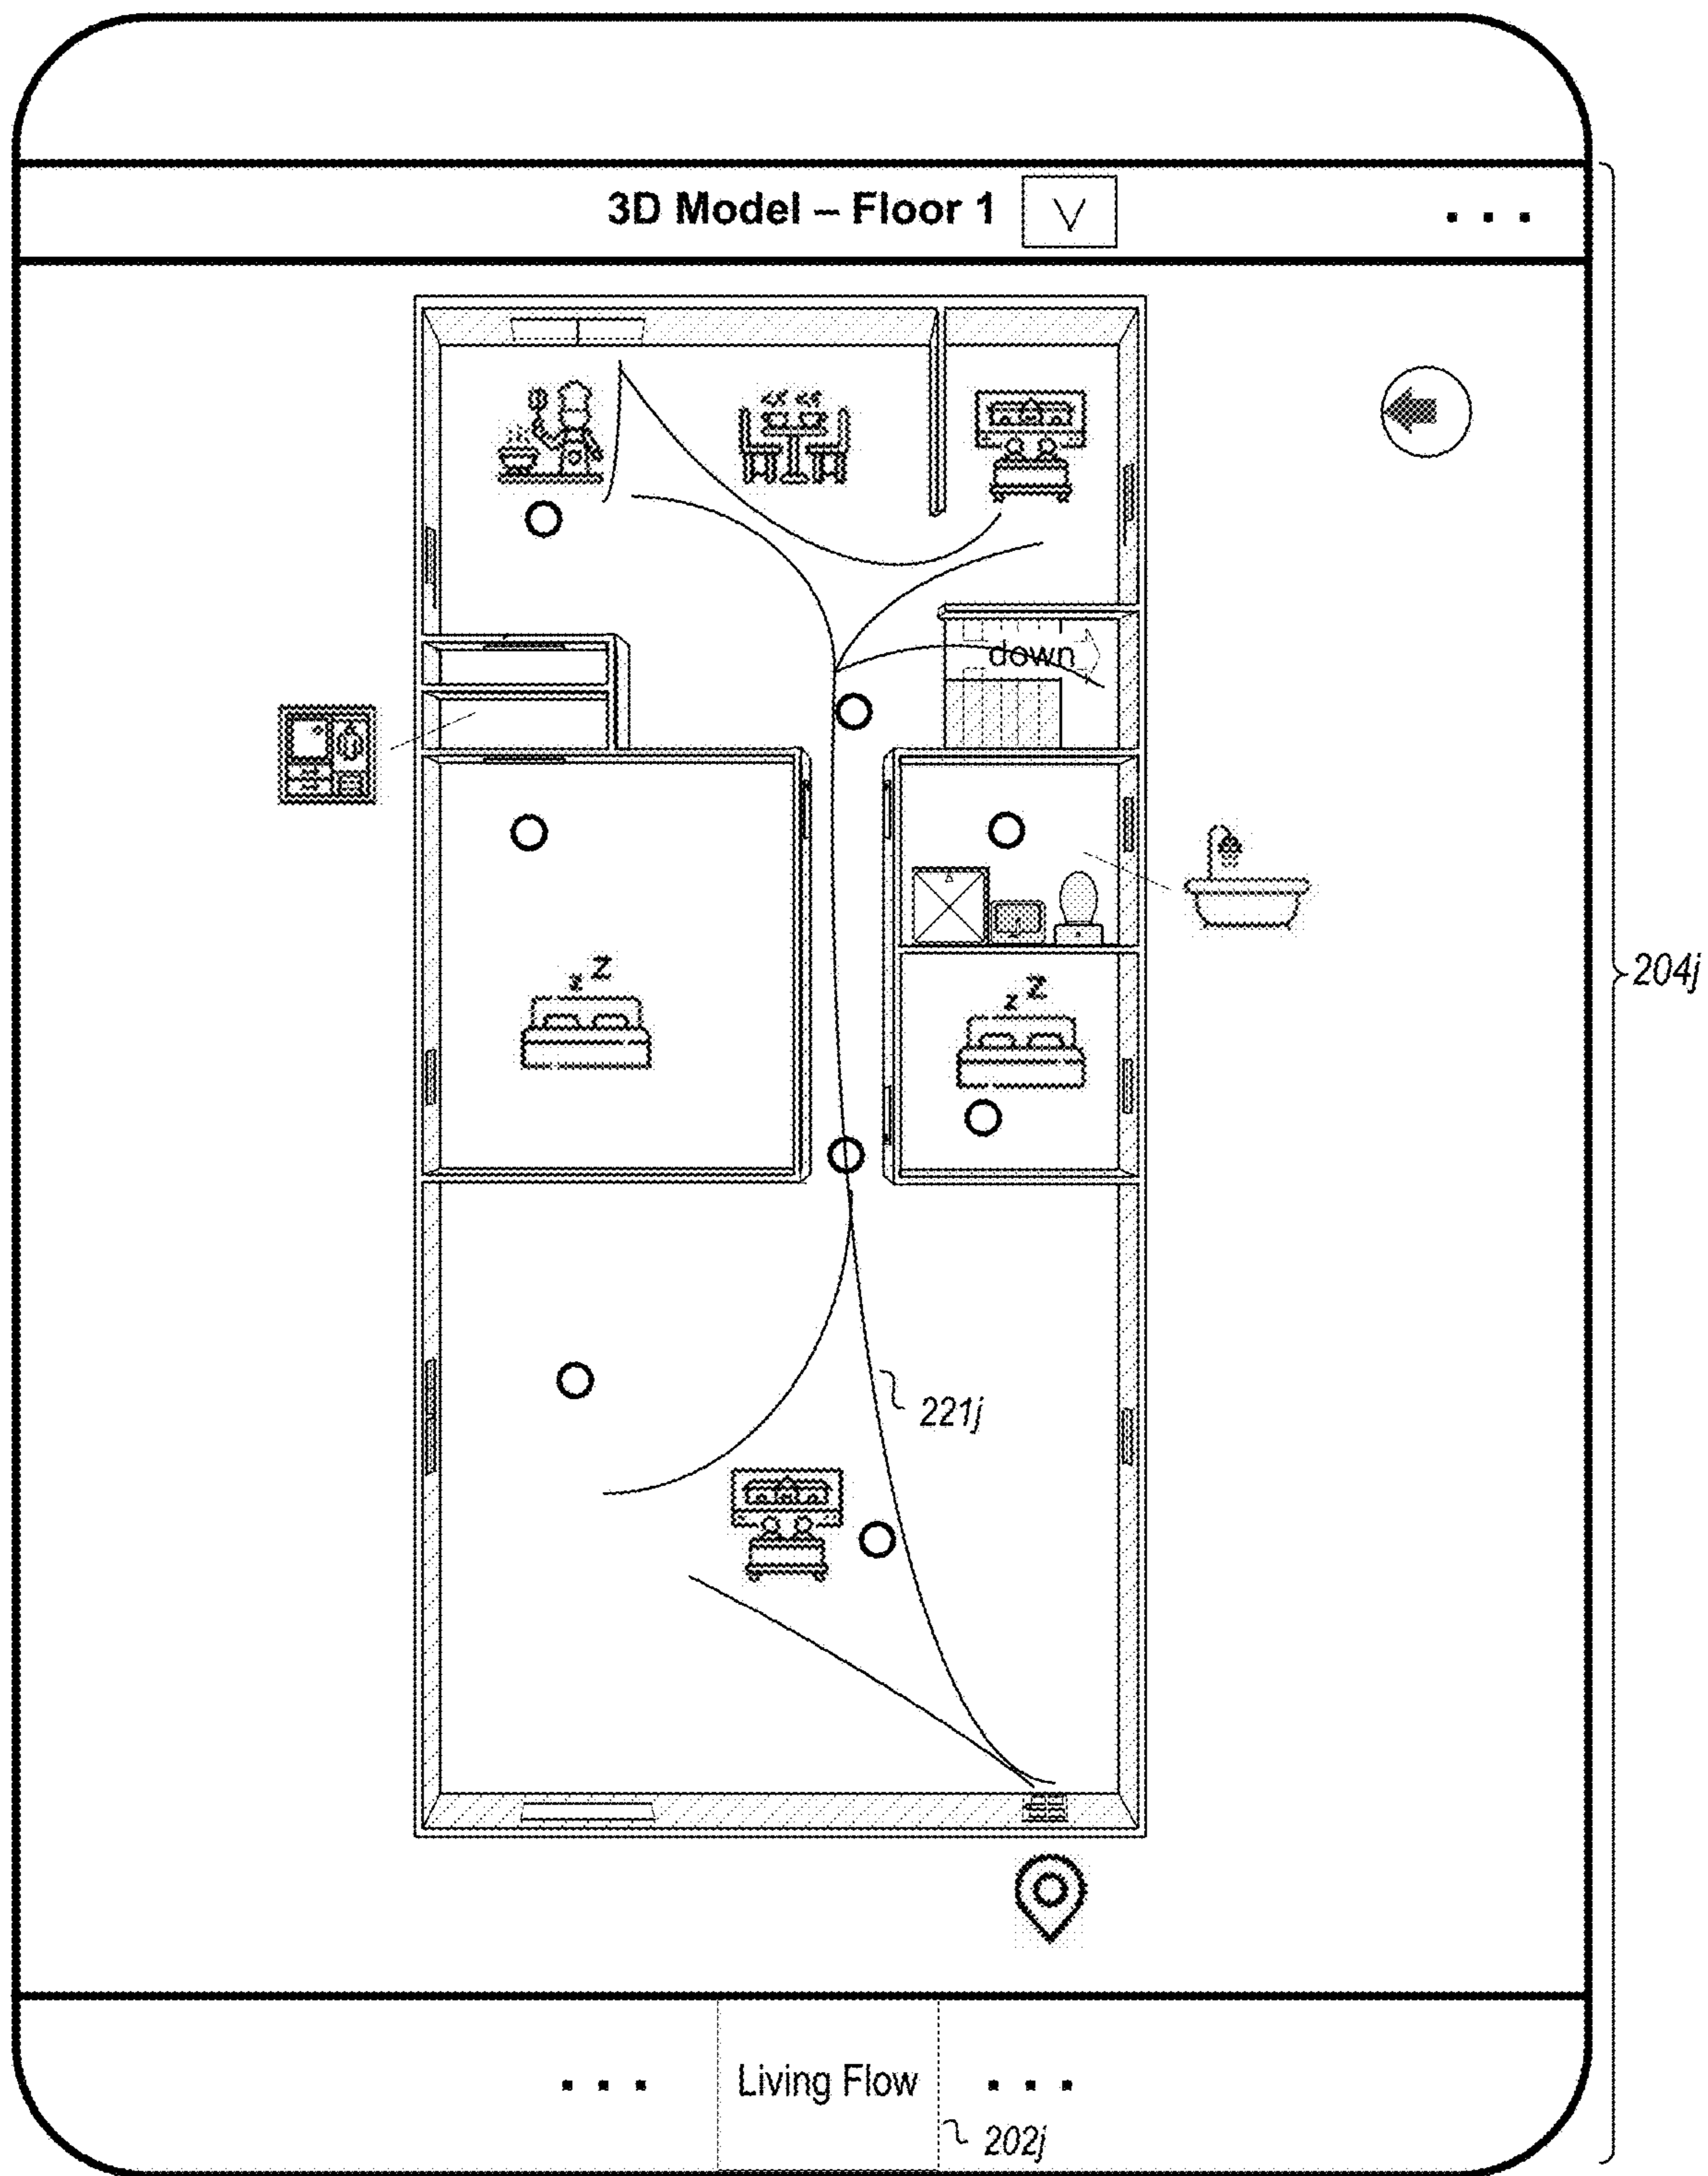 3D Model – Floor 1 V . . .
down
z Z
z Z
204j
221j
. . . Living Flow . . .
202j